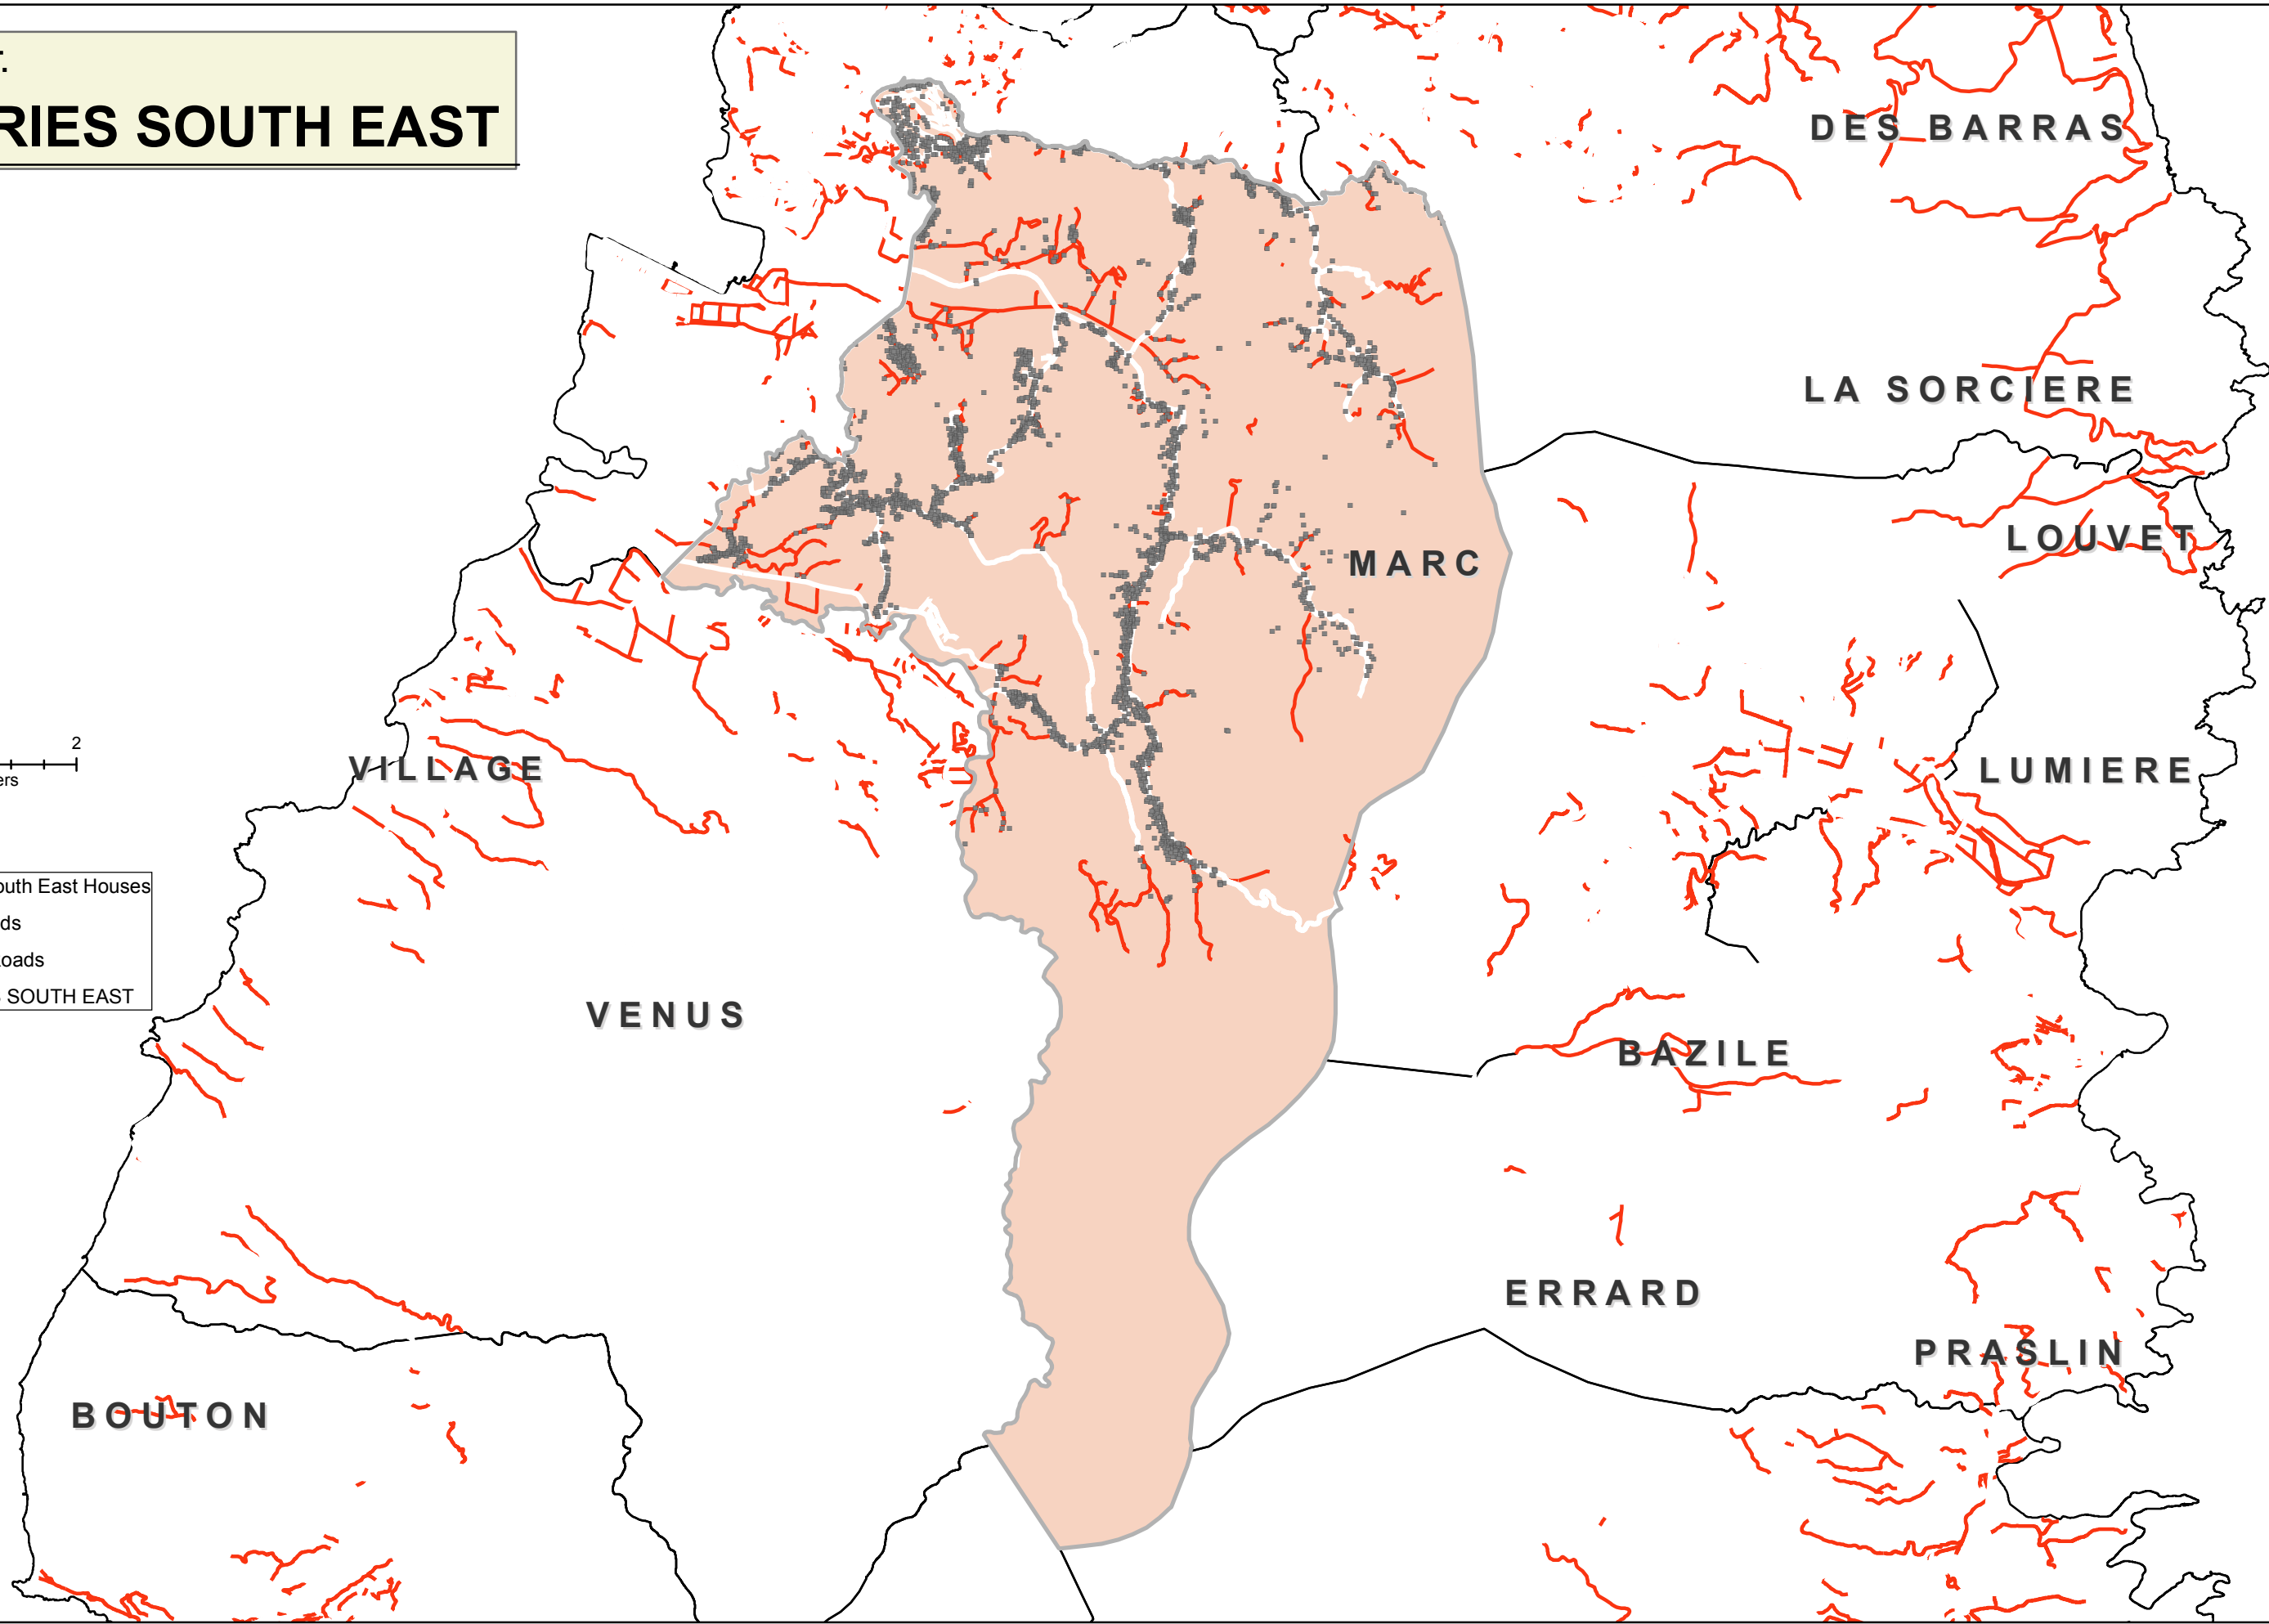 RIES SOUTH EAST
DES BARRAS
LA SORCIERE
LOUVET
MARC
2
VILLAGE
LUMIERE
ers
outh East Houses
ds
oads
SOUTH EAST
VENUS
BAZILE
ERRARD
PRASLIN
BOUTON